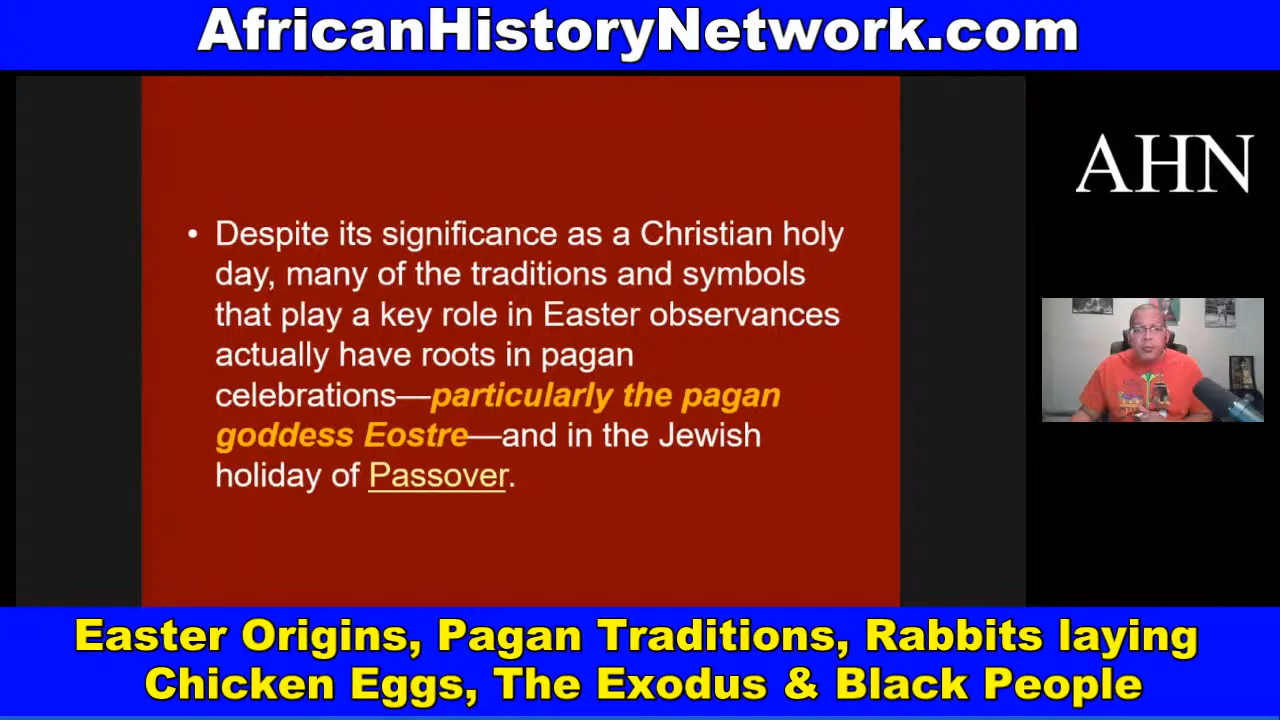 AfricanHistoryNetwork.com
AHN
• Despite its significance as a Christian holy
day, many of the traditions and symbols
that play a key role in Easter observances
actually have roots in pagan
celebrations—particularly the pagan
goddess Eostre—and in the Jewish
holiday of Passover.
Easter Origins, Pagan Traditions, Rabbits laying
Chicken Eggs, The Exodus & Black People